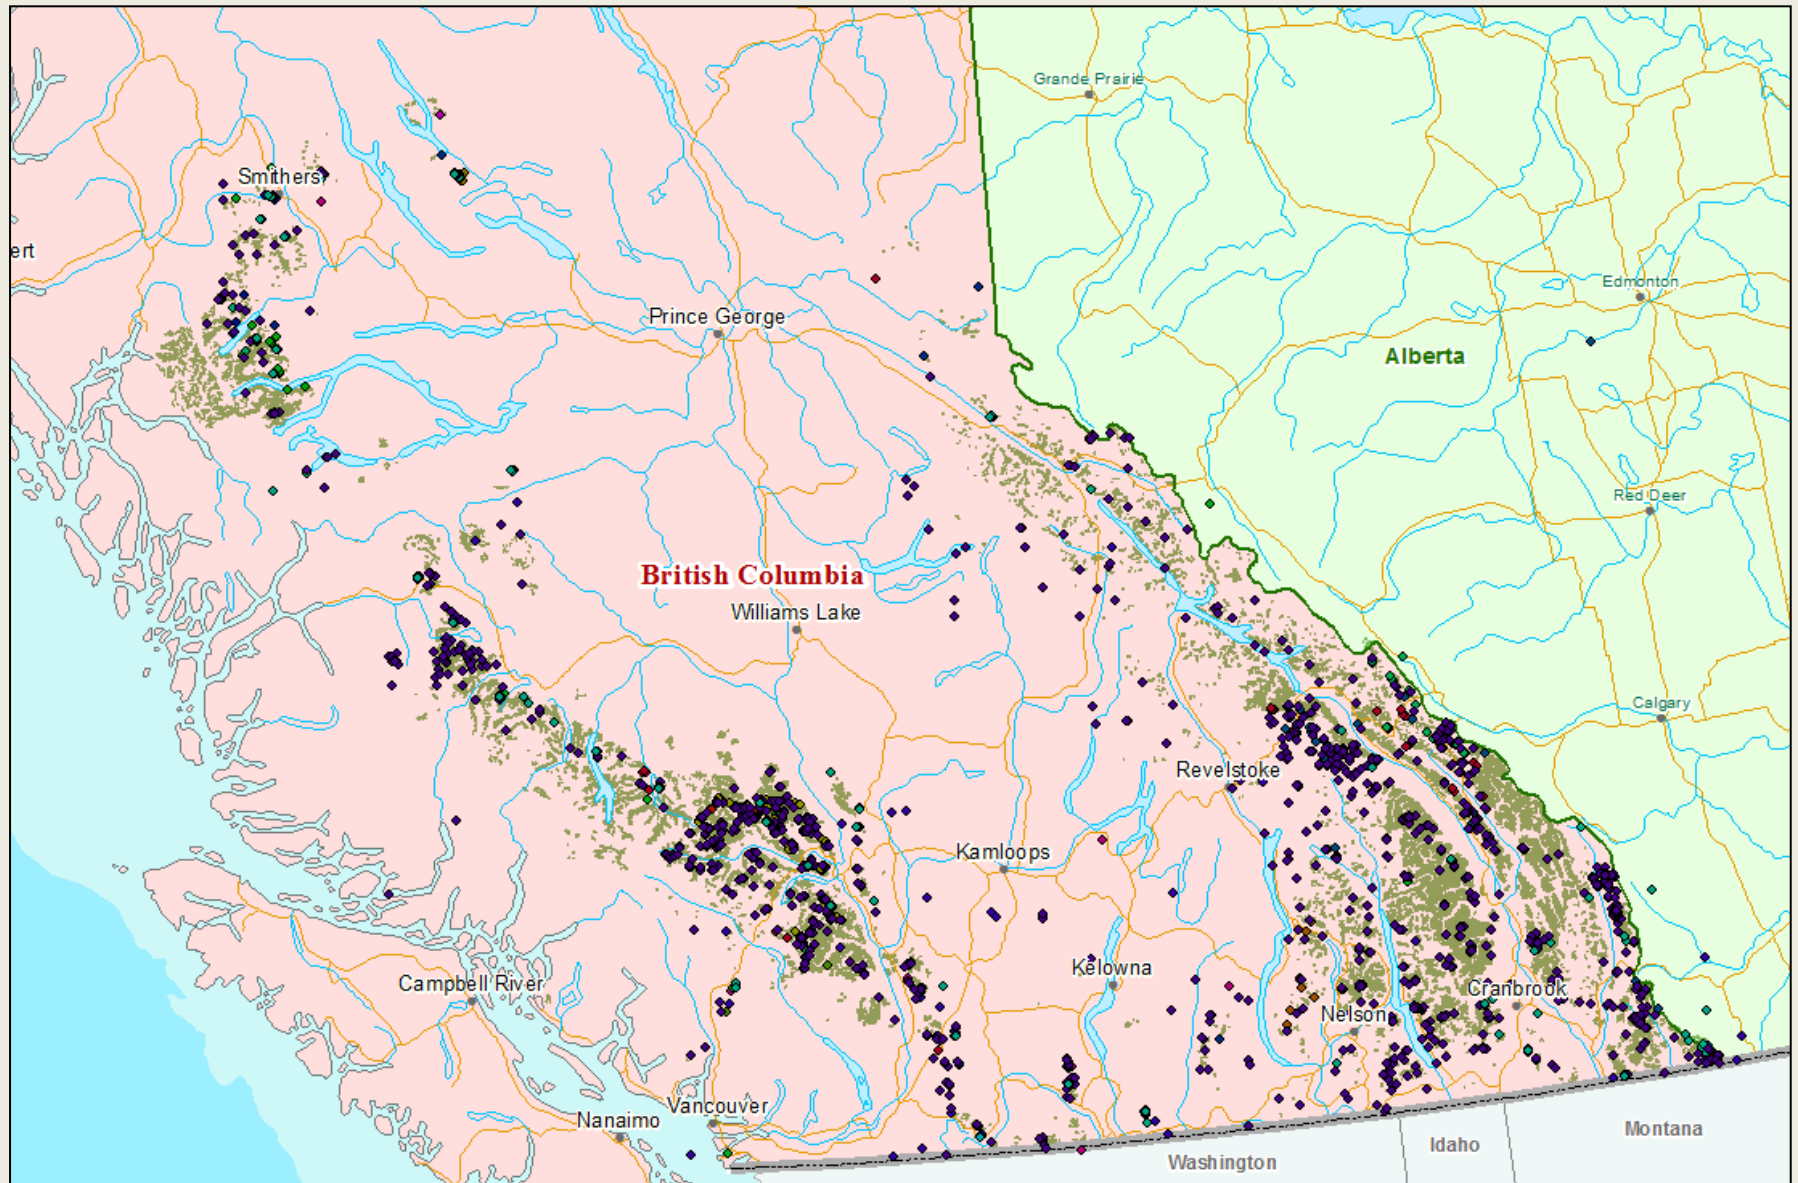 Grande Prairie
Smithers
ert
Edmonton
Prince George
Alberta
Red Deer
British Columbia
Williams Lake
Calgary
Revelstoke
Kamloops
Kelowna
Campbell River
Cranbrook
Nelson
Vancouver
Nanaimo
Montana
Idaho
Washington